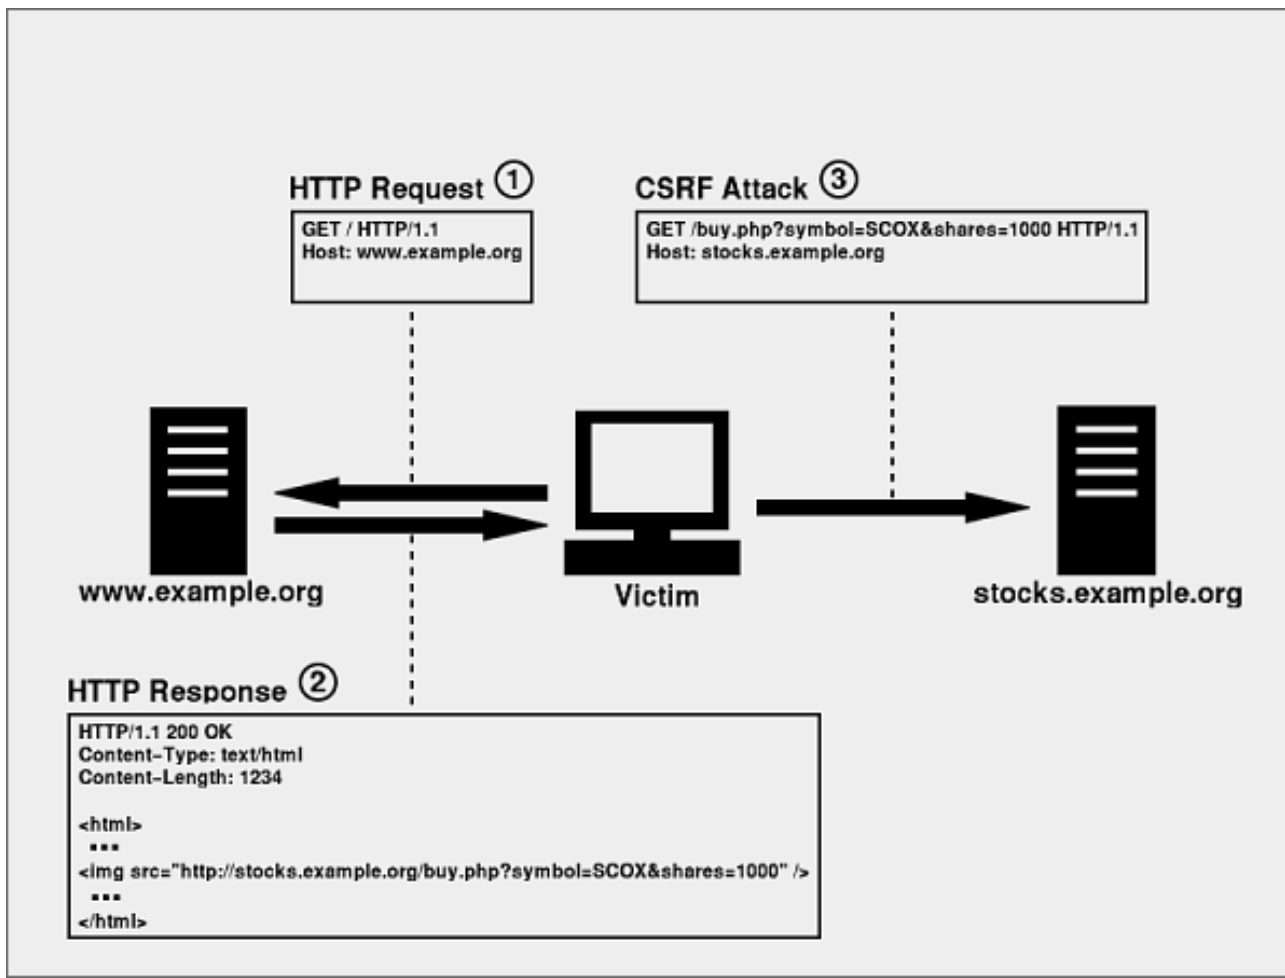 HTTP Request ①
GET / HTTP/1.1
Host: www.example.org
CSRF Attack ③
GET /buy.php?symbol=SCOX&shares=1000 HTTP/1.1
Host: stocks.example.org
www.example.org
Victim
stocks.example.org
HTTP Response ②
HTTP/1.1 200 OK
Content-Type: text/html
Content-Length: 1234
<html>
...
<img src="http://stocks.example.org/buy.php?symbol=SCOX&shares=1000" />
...
</html>